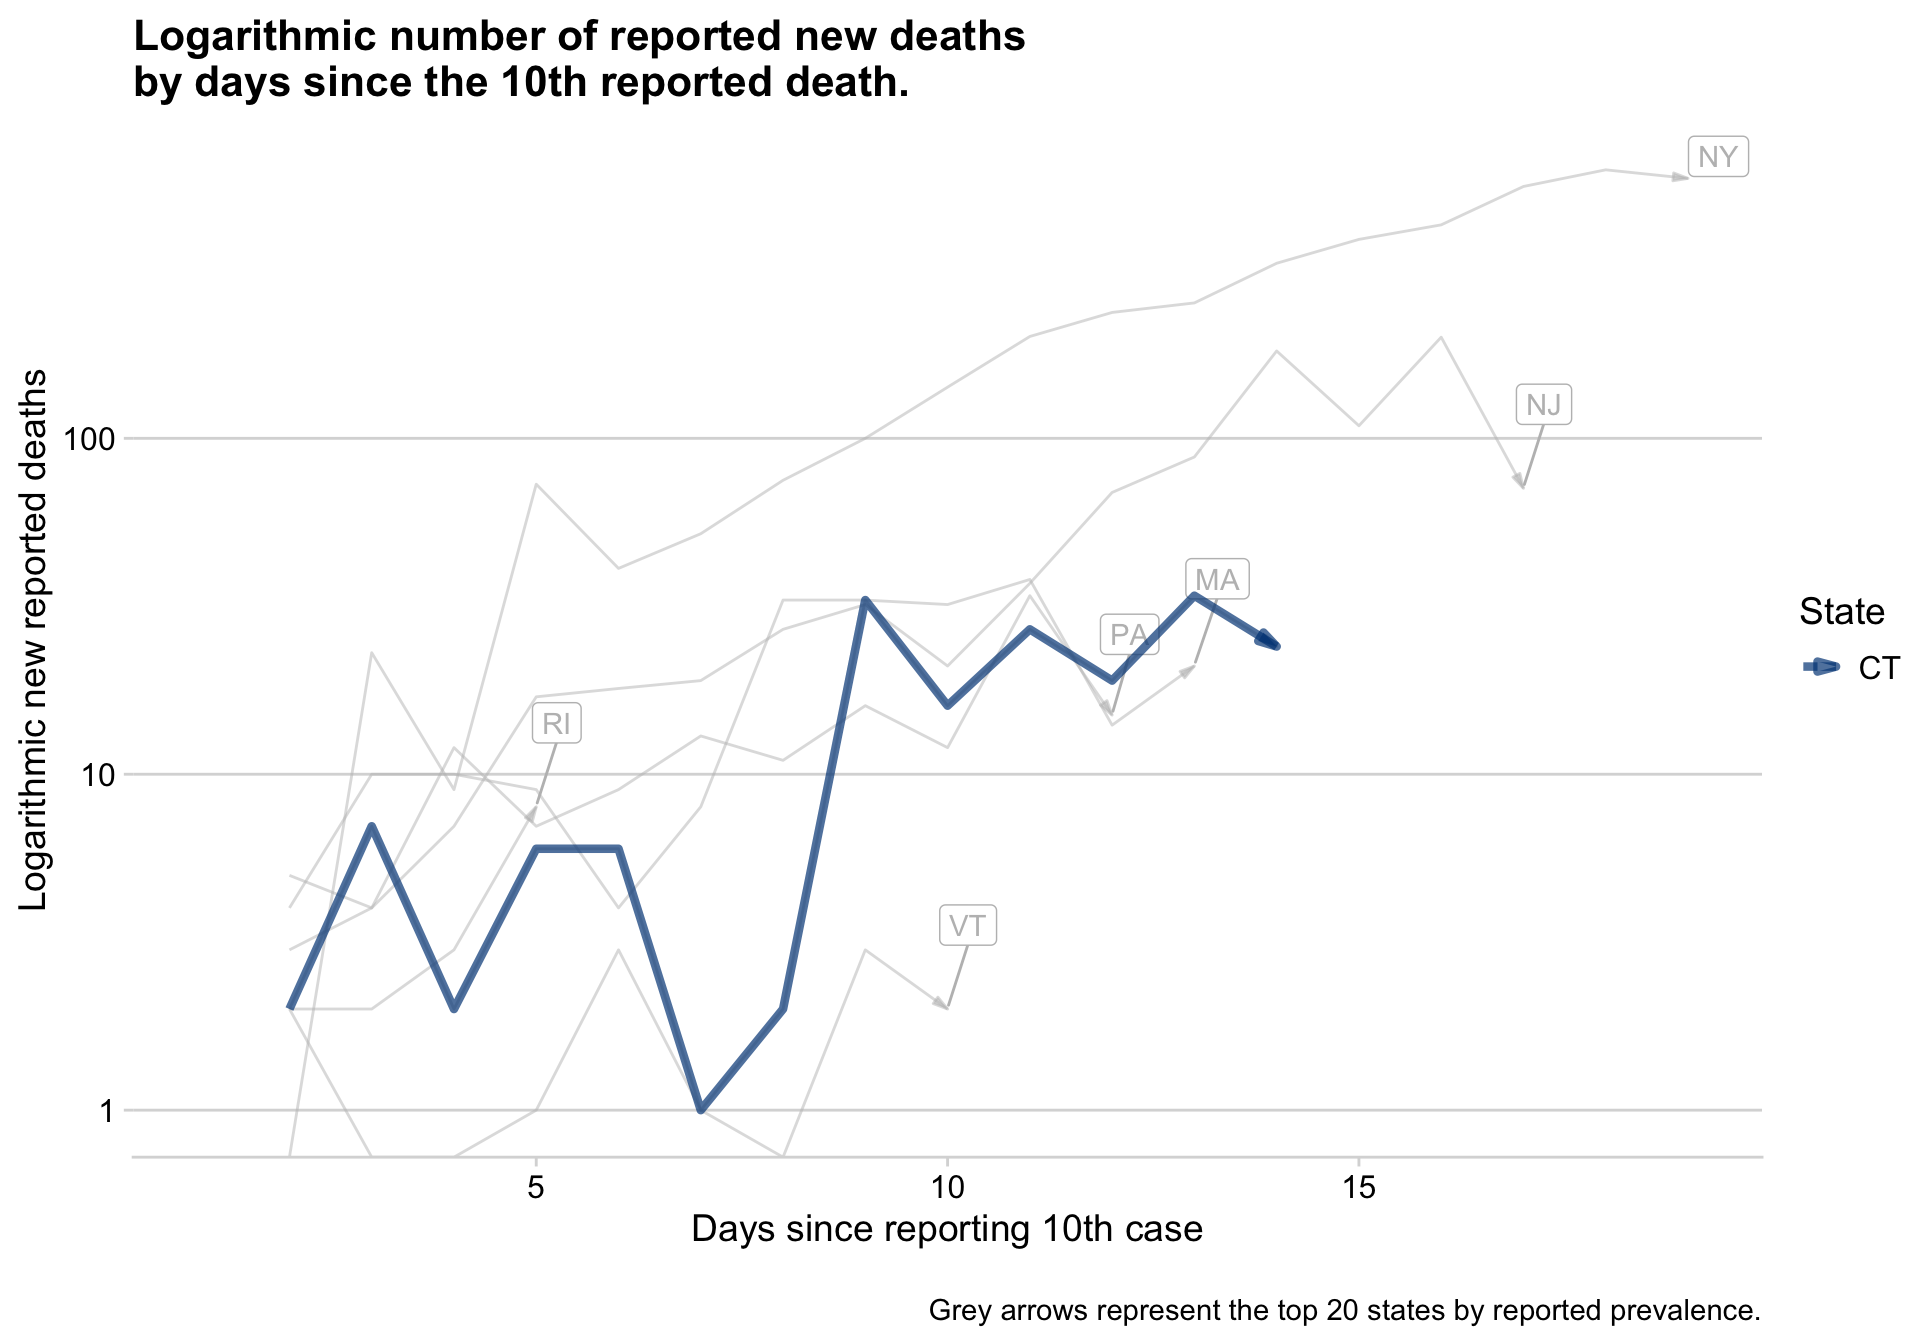 Logarithmic number of reported new deaths
by days since the 10th reported death.
NY
NJ
MA
PA
RI
VT
Logarithmic new reported deaths
100
10
1
5
10
15
Days since reporting 10th case
State
CT
Grey arrows represent the top 20 states by reported prevalence.